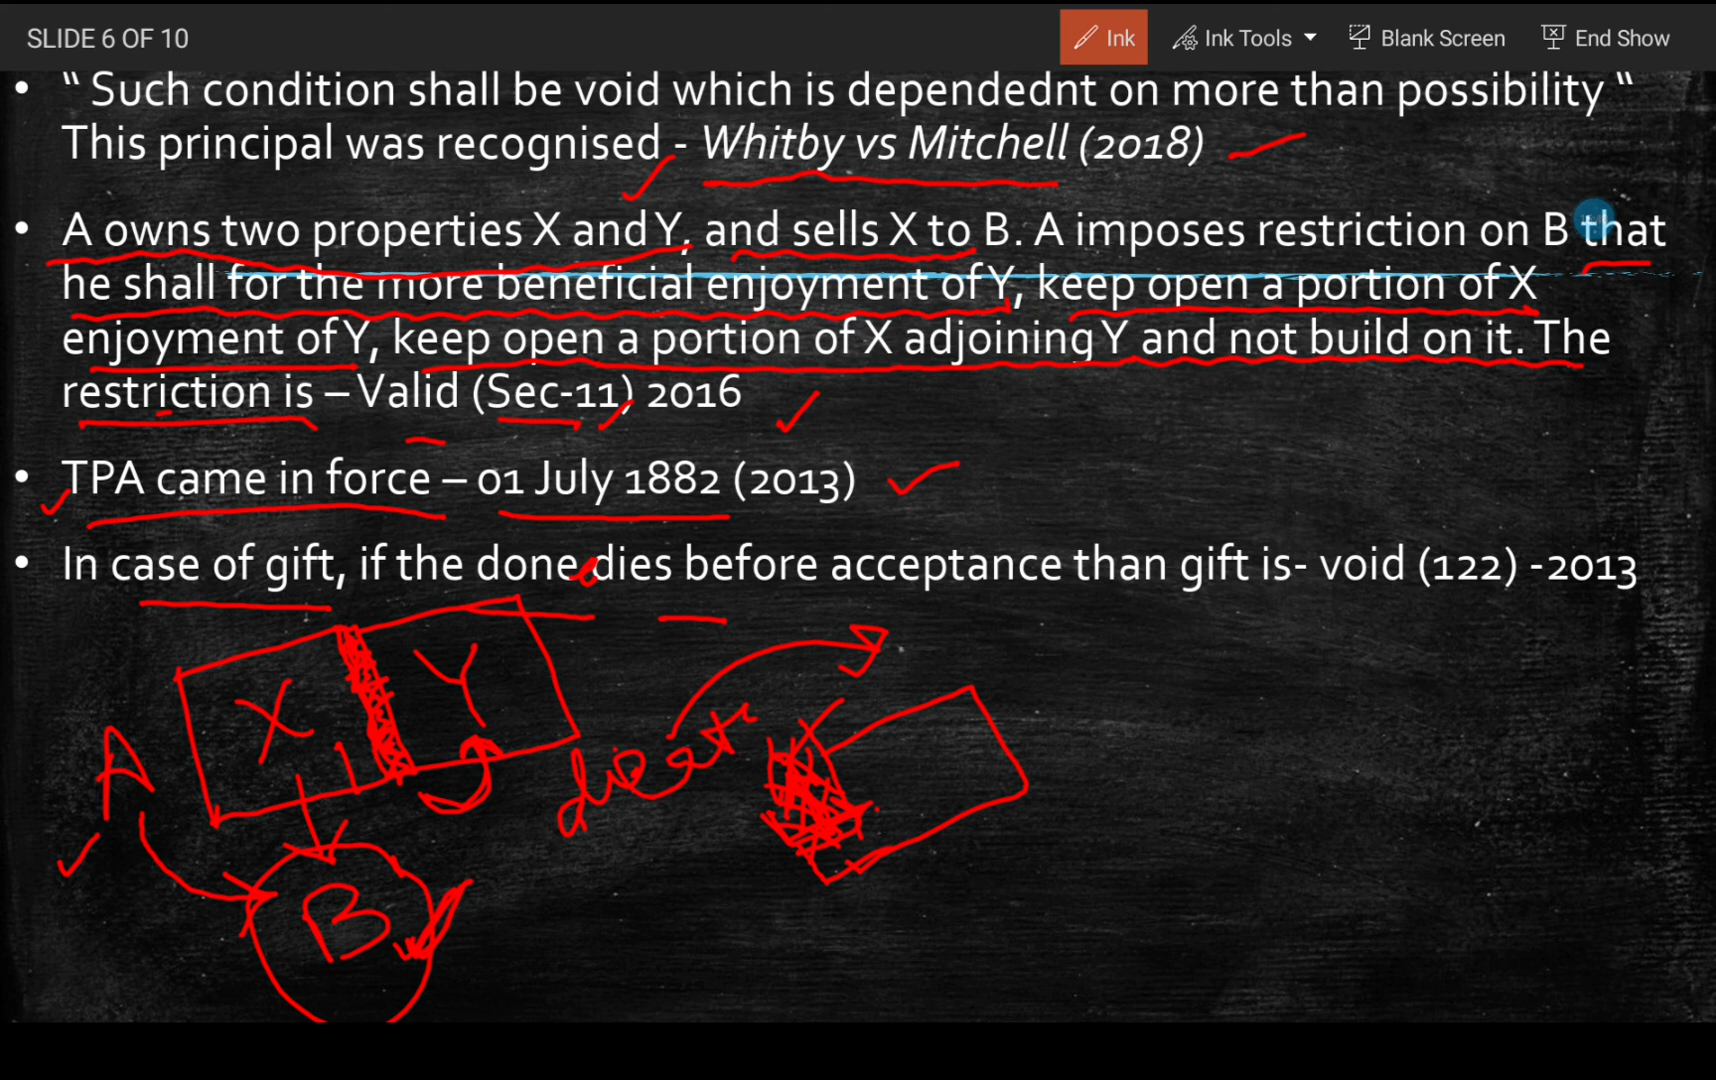 SLIDE 6 OF 10
Ink
Ink Tools
Blank Screen
End Show
• “ Such condition shall be void which is dependednt on more than possibility “
This principal was recognised - Whitby vs Mitchell (2018)
• A owns two properties X and Y, and sells X to B. A imposes restriction on B that
he shall for the more beneficial enjoyment of Y, keep open a portion of X
enjoyment of Y, keep open a portion of X adjoining Y and not build on it. The
restriction is – Valid (Sec-11) 2016
• TPA came in force – 01 July 1882 (2013)
• In case of gift, if the donee dies before acceptance than gift is- void (122) -2013
X Y
A
B